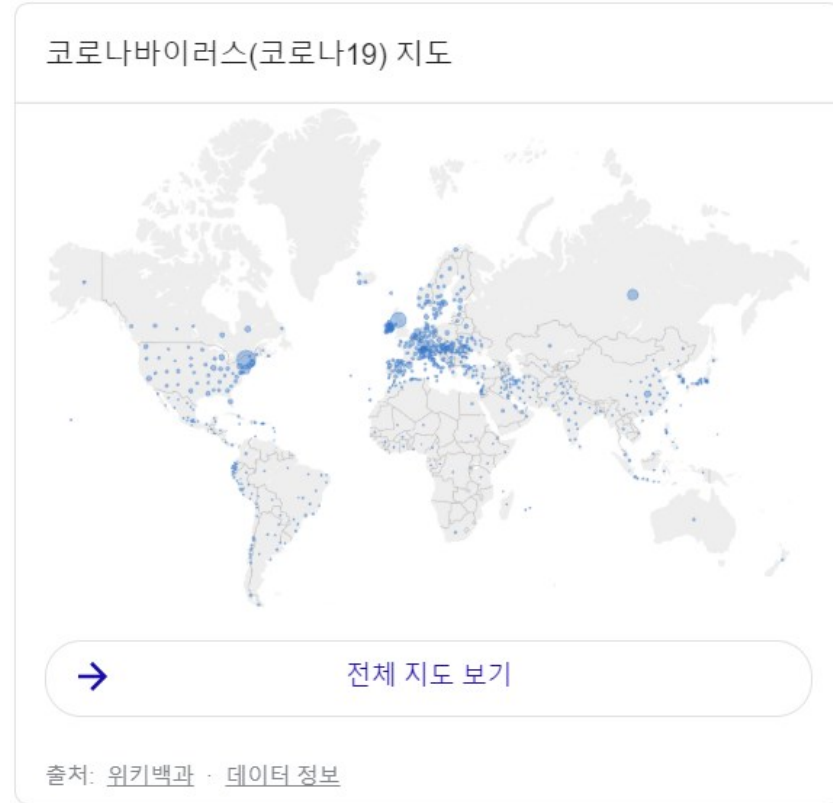 코로나바이러스(코로나19) 지도
전체 지도 보기
출처: 위키백과 · 데이터 정보